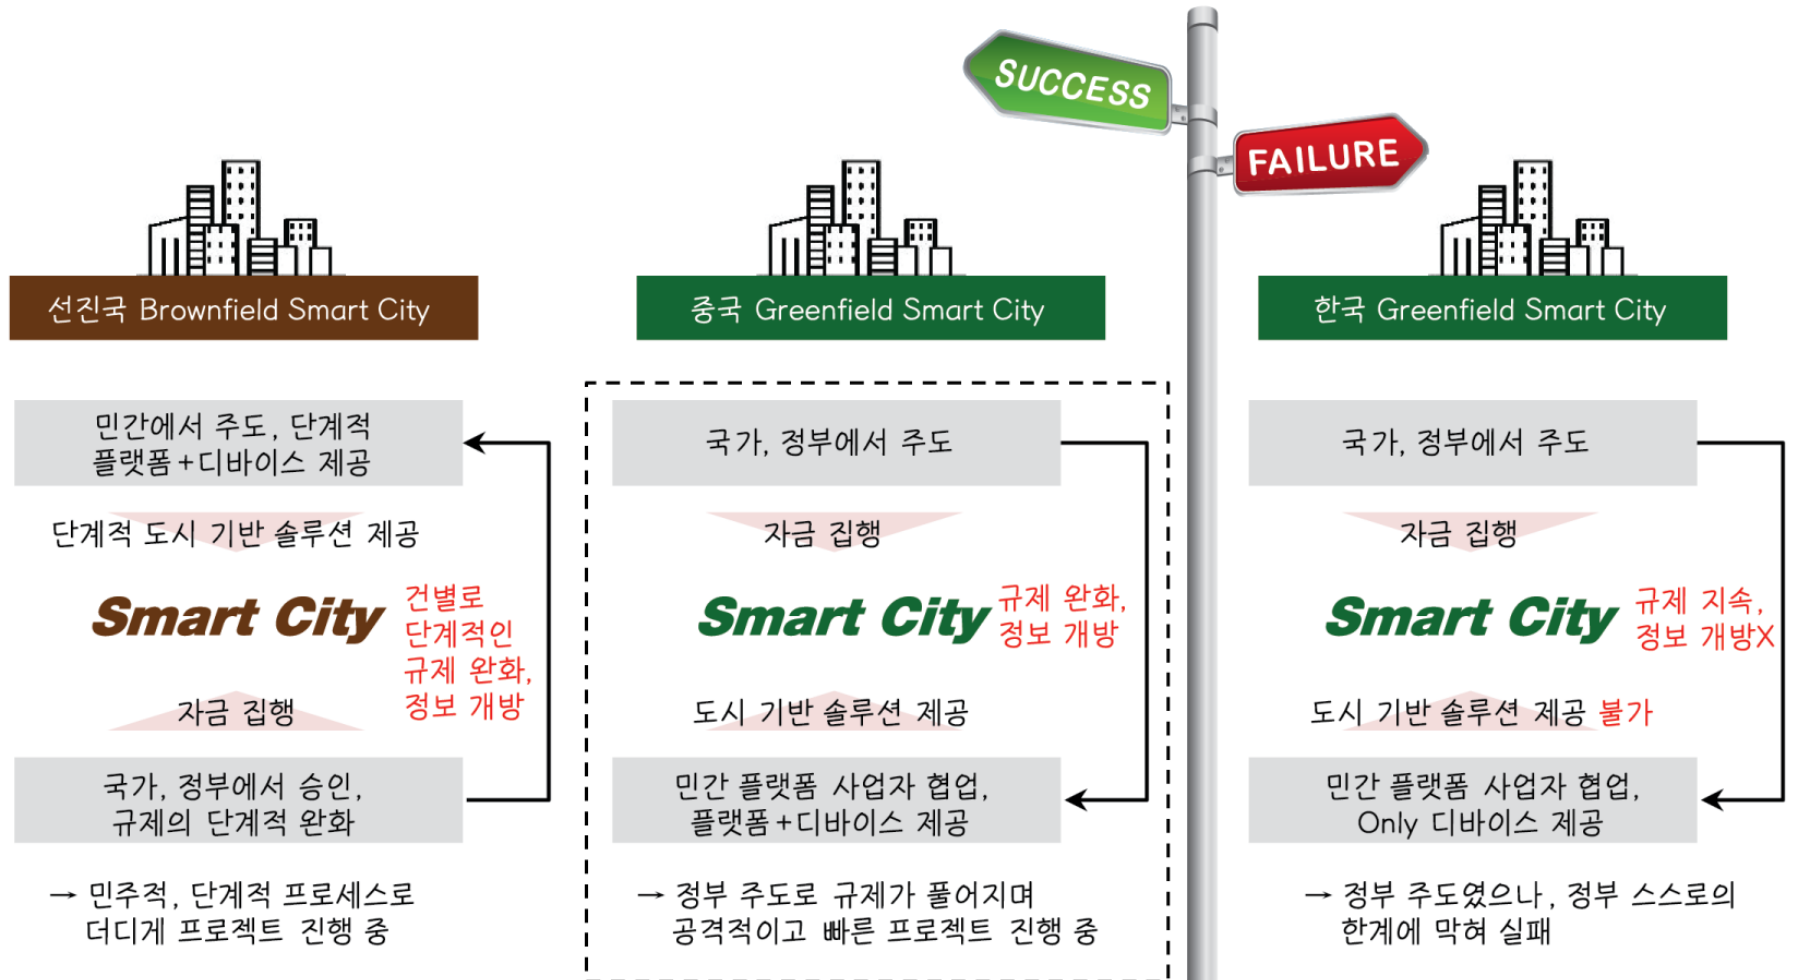 SUCCESS
FAILURE
선진국 Brownfield Smart City
민간에서 주도, 단계적
플랫폼+디바이스 제공
단계적 도시 기반 솔루션 제공
Smart City
건별로
단계적인
규제 완화,
정보 개방
자금 집행
국가, 정부에서 승인,
규제의 단계적 완화
→ 민주적, 단계적 프로세스로
더디게 프로젝트 진행 중
중국 Greenfield Smart City
국가, 정부에서 주도
자금 집행
Smart City
규제 완화,
정보 개방
도시 기반 솔루션 제공
민간 플랫폼 사업자 협업,
플랫폼+디바이스 제공
→ 정부 주도로 규제가 풀어지며
공격적이고 빠른 프로젝트 진행 중
한국 Greenfield Smart City
국가, 정부에서 주도
자금 집행
Smart City
규제 지속,
정보 개방X
도시 기반 솔루션 제공 불가
민간 플랫폼 사업자 협업,
Only 디바이스 제공
→ 정부 주도였으나, 정부 스스로의
한계에 막혀 실패